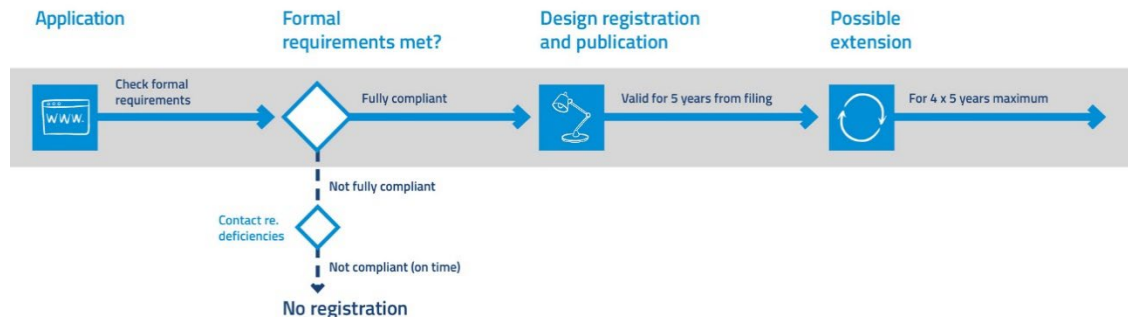 Application
Formal
requirements met?
Design registration
and publication
Possible
extension
Check formal
requirements
Fully compliant
Valid for 5 years from filing
For 4 x 5 years maximum
www.
Not fully compliant
Contact re.
deficiencies
Not compliant (on time)
No registration